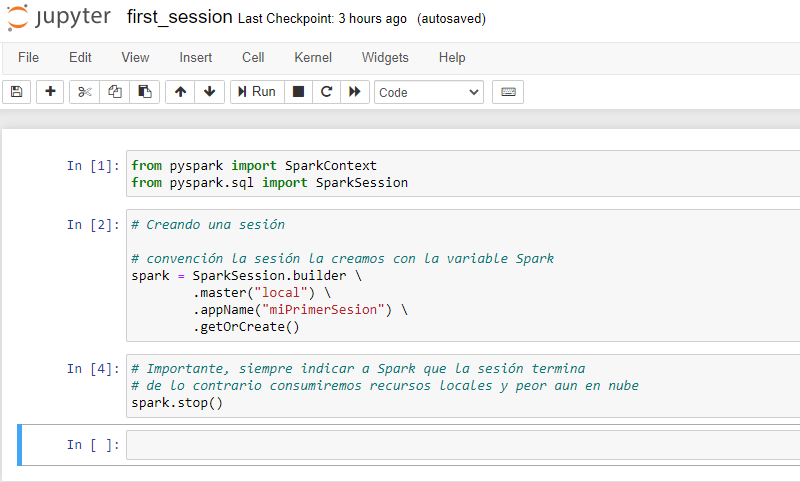 jupyter first_session Last Checkpoint: 3 hours ago (autosaved)
File Edit View Insert Cell Kernel Widgets Help
Run Code
In [1]: from pyspark import SparkContext
from pyspark.sql import SparkSession
In [2]: # Creando una sesión
# convención la sesión la creamos con la variable Spark
spark = SparkSession.builder \
.master("local") \
.appName("miPrimerSesion") \
.getOrCreate()
In [4]: # Importante, siempre indicar a Spark que la sesión termina
# de lo contrario consumiremos recursos locales y peor aun en nube
spark.stop()
In [ ]: